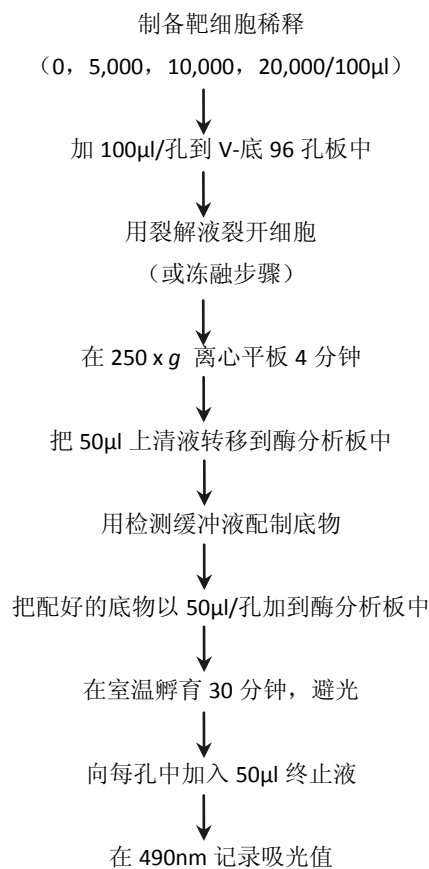 制备靶细胞稀释
（0，5,000，10,000，20,000/100μl）
加 100μl/孔到 V-底 96 孔板中
用裂解液裂开细胞
（或冻融步骤）
在 250 x g 离心平板 4 分钟
把 50μl 上清液转移到酶分析板中
用检测缓冲液配制底物
把配好的底物以 50μl/孔加到酶分析板中
在室温孵育 30 分钟，避光
向每孔中加入 50μl 终止液
在 490nm 记录吸光值